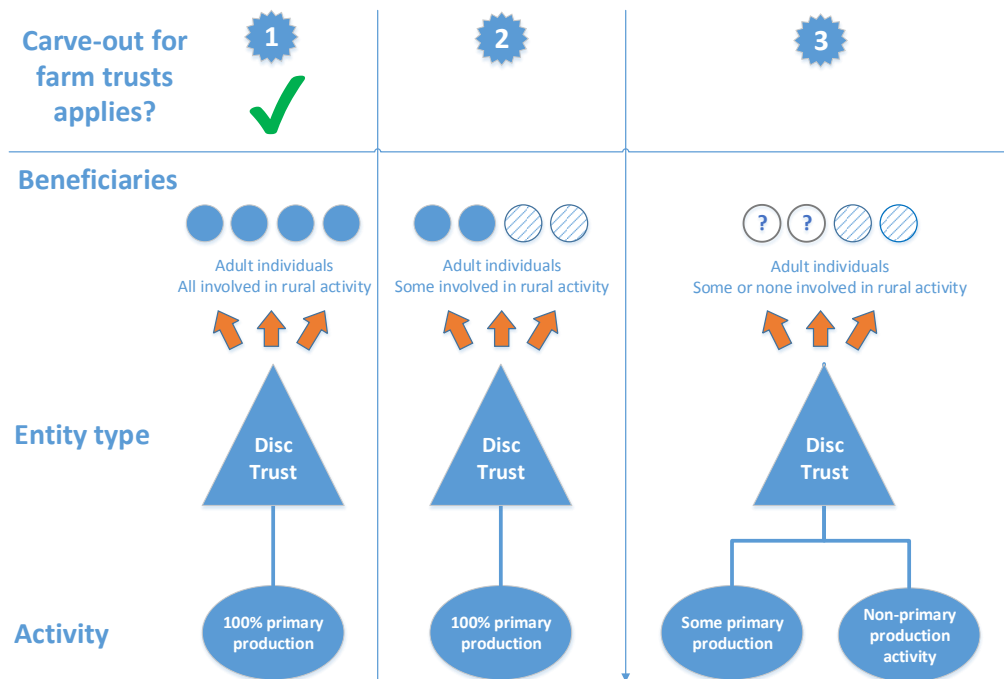 Carve-out for
farm trusts
applies?
1
2
3
Beneficiaries
? ?
Adult individuals
All involved in rural activity
Adult individuals
Some involved in rural activity
Adult individuals
Some or none involved in rural activity
Entity type
Disc
Trust
Disc
Trust
Disc
Trust
Activity
100% primary
production
100% primary
production
Some primary
production
Non-primary
production
activity